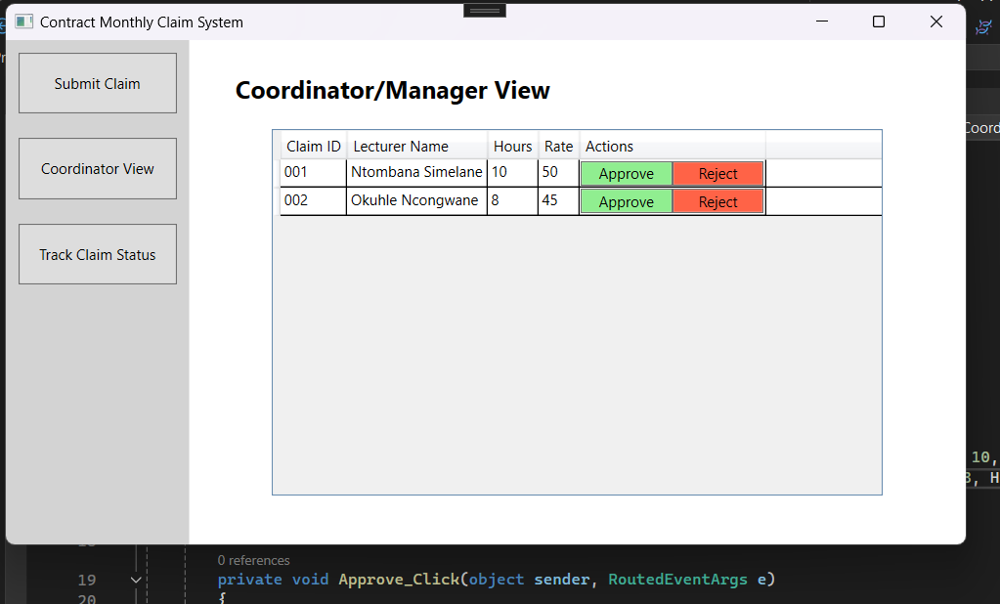 Contract Monthly Claim System
Submit Claim
Coordinator View
Track Claim Status
Coordinator/Manager View
Claim ID Lecturer Name Hours Rate Actions
001 Ntombana Simelane 10 50 Approve Reject
002 Okuhle Ncongwane 8 45 Approve Reject
Coord
10,
, H
0 references
19 private void Approve_Click(object sender, RoutedEventArgs e)
20 {